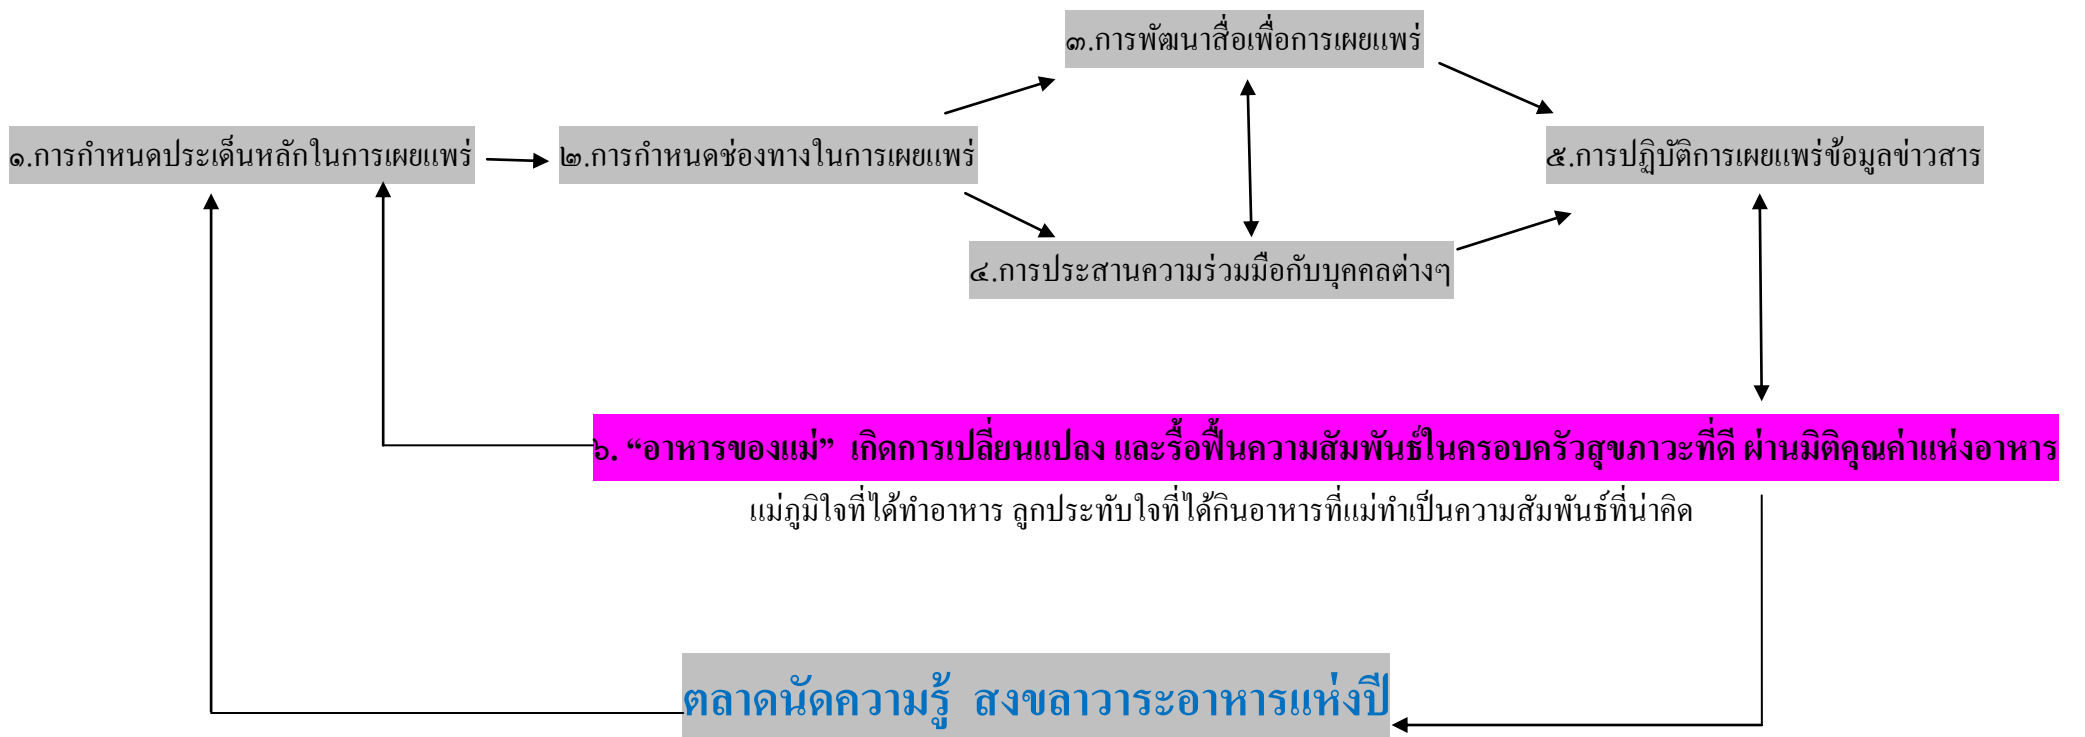 ๓.การพัฒนาสื่อเพื่อการเผยแพร่
๑.การกำหนดประเด็นหลักในการเผยแพร่
๒.การกำหนดช่องทางในการเผยแพร่
๕.การปฏิบัติการเผยแพร่ข้อมูลข่าวสาร
๔.การประสานความร่วมมือกับบุคคลต่างๆ
๖. “อาหารของแม่” เกิดการเปลี่ยนแปลง และรื้อฟื้นความสัมพันธ์ในครอบครัวสุขภาวะที่ดี ผ่านมิติคุณค่าแห่งอาหาร
แม่ภูมิใจที่ได้ทำอาหาร ลูกประทับใจที่ได้กินอาหารที่แม่ทำเป็นความสัมพันธ์ที่น่าคิด
ตลาดนัดความรู้ สงขลาวาระอาหารแห่งปี